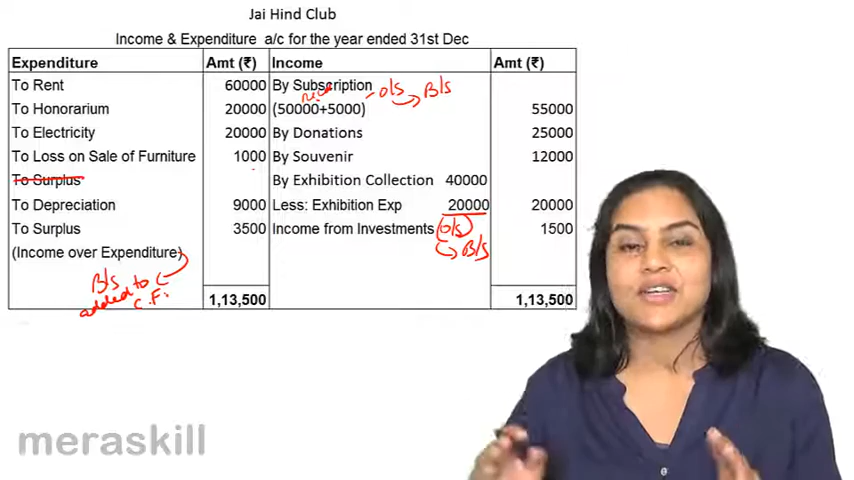 Jai Hind Club
Income & Expenditure a/c for the year ended 31st Dec
Expenditure Amt (₹) Income Amt (₹)
To Rent 60000 By Subscription O/s B/s
To Honorarium 20000 (50000+5000) 55000
To Electricity 20000 By Donations 25000
To Loss on Sale of Furniture 1000 By Souvenir 12000
To Surplus By Exhibition Collection 40000
To Depreciation 9000 Less: Exhibition Exp 20000 20000
To Surplus 3500 Income from Investments O/s 1500
(Income over Expenditure) B/s
B/s
added to C.F.
1,13,500 1,13,500
meraskill